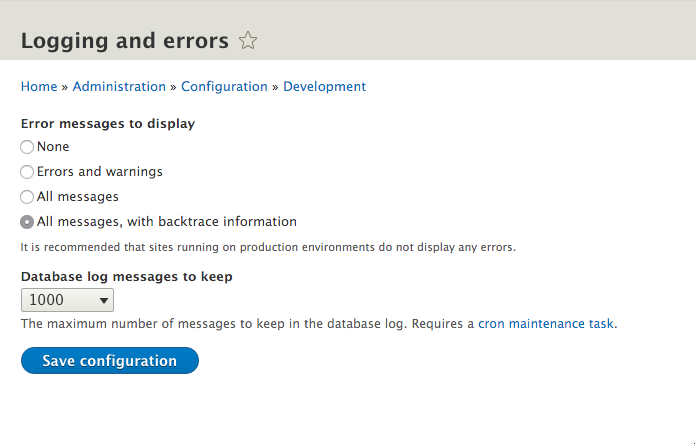 Logging and errors
Home » Administration » Configuration » Development
Error messages to display
None
Errors and warnings
All messages
All messages, with backtrace information
It is recommended that sites running on production environments do not display any errors.
Database log messages to keep
1000
The maximum number of messages to keep in the database log. Requires a cron maintenance task.
Save configuration